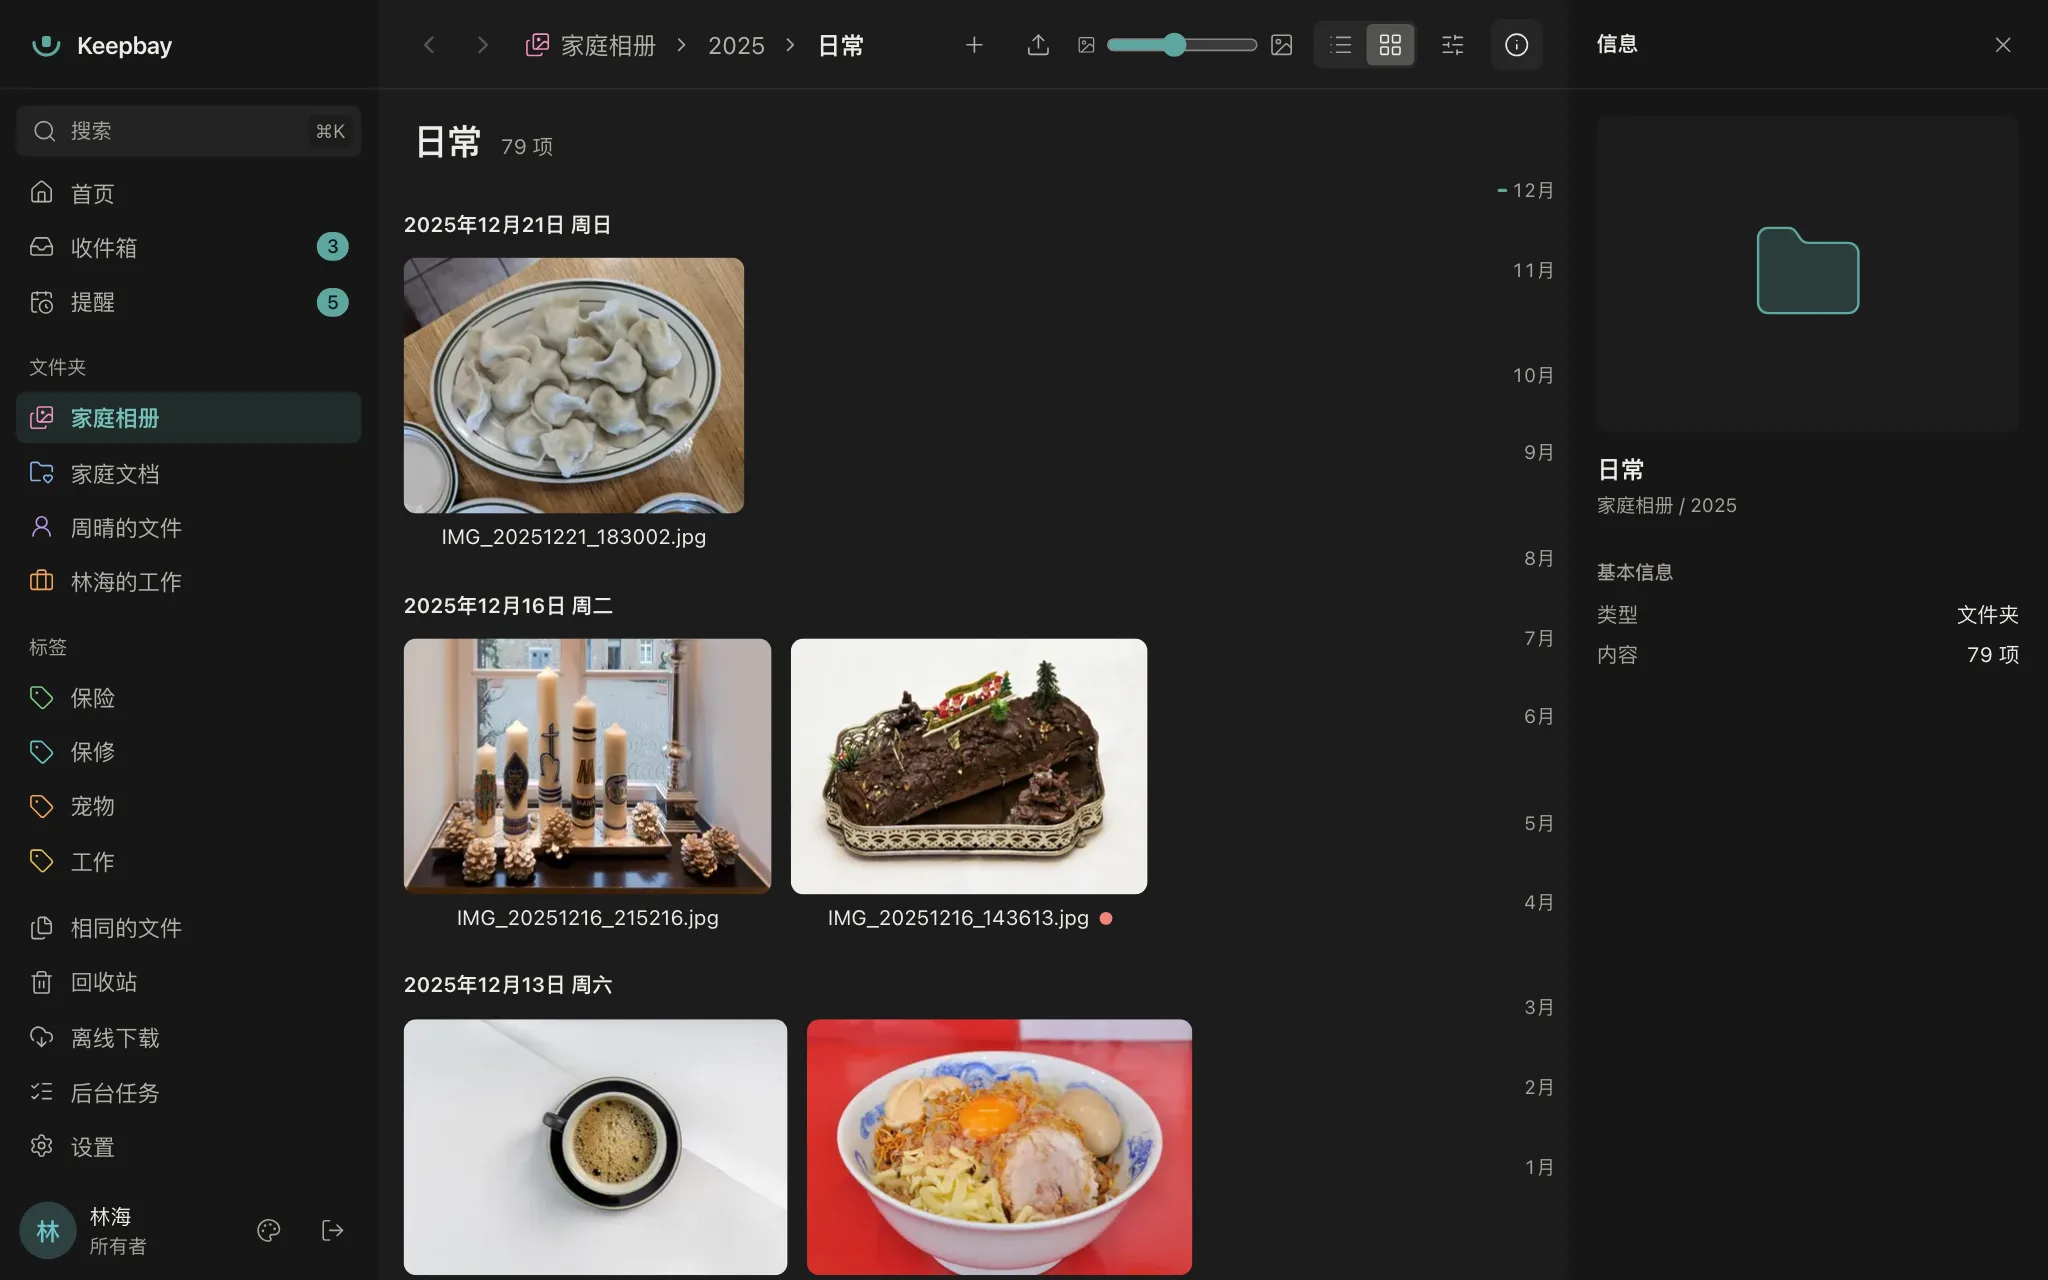 Keepbay
搜索
⌘K
首页
收件箱
3
提醒
5
文件夹
家庭相册
家庭文档
周晴的文件
林海的工作
标签
保险
保修
宠物
工作
相同的文件
回收站
离线下载
后台任务
设置
林
林海
所有者
家庭相册
2025
日常
日常
79 项
2025年12月21日 周日
IMG_20251221_183002.jpg
2025年12月16日 周二
IMG_20251216_215216.jpg
IMG_20251216_143613.jpg
2025年12月13日 周六
12月
11月
10月
9月
8月
7月
6月
5月
4月
3月
2月
1月
信息
日常
家庭相册 / 2025
基本信息
类型
文件夹
内容
79 项